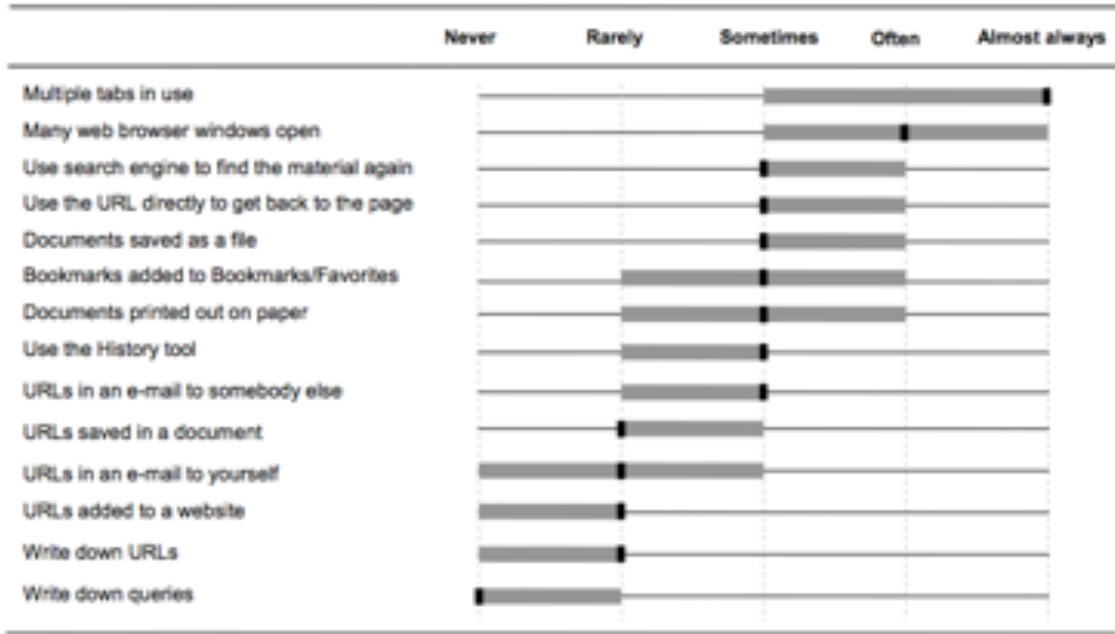 Never Rarely Sometimes Often Almost always
Multiple tabs in use
Many web browser windows open
Use search engine to find the material again
Use the URL directly to get back to the page
Documents saved as a file
Bookmarks added to Bookmarks/Favorites
Documents printed out on paper
Use the History tool
URLs in an e-mail to somebody else
URLs saved in a document
URLs in an e-mail to yourself
URLs added to a website
Write down URLs
Write down queries